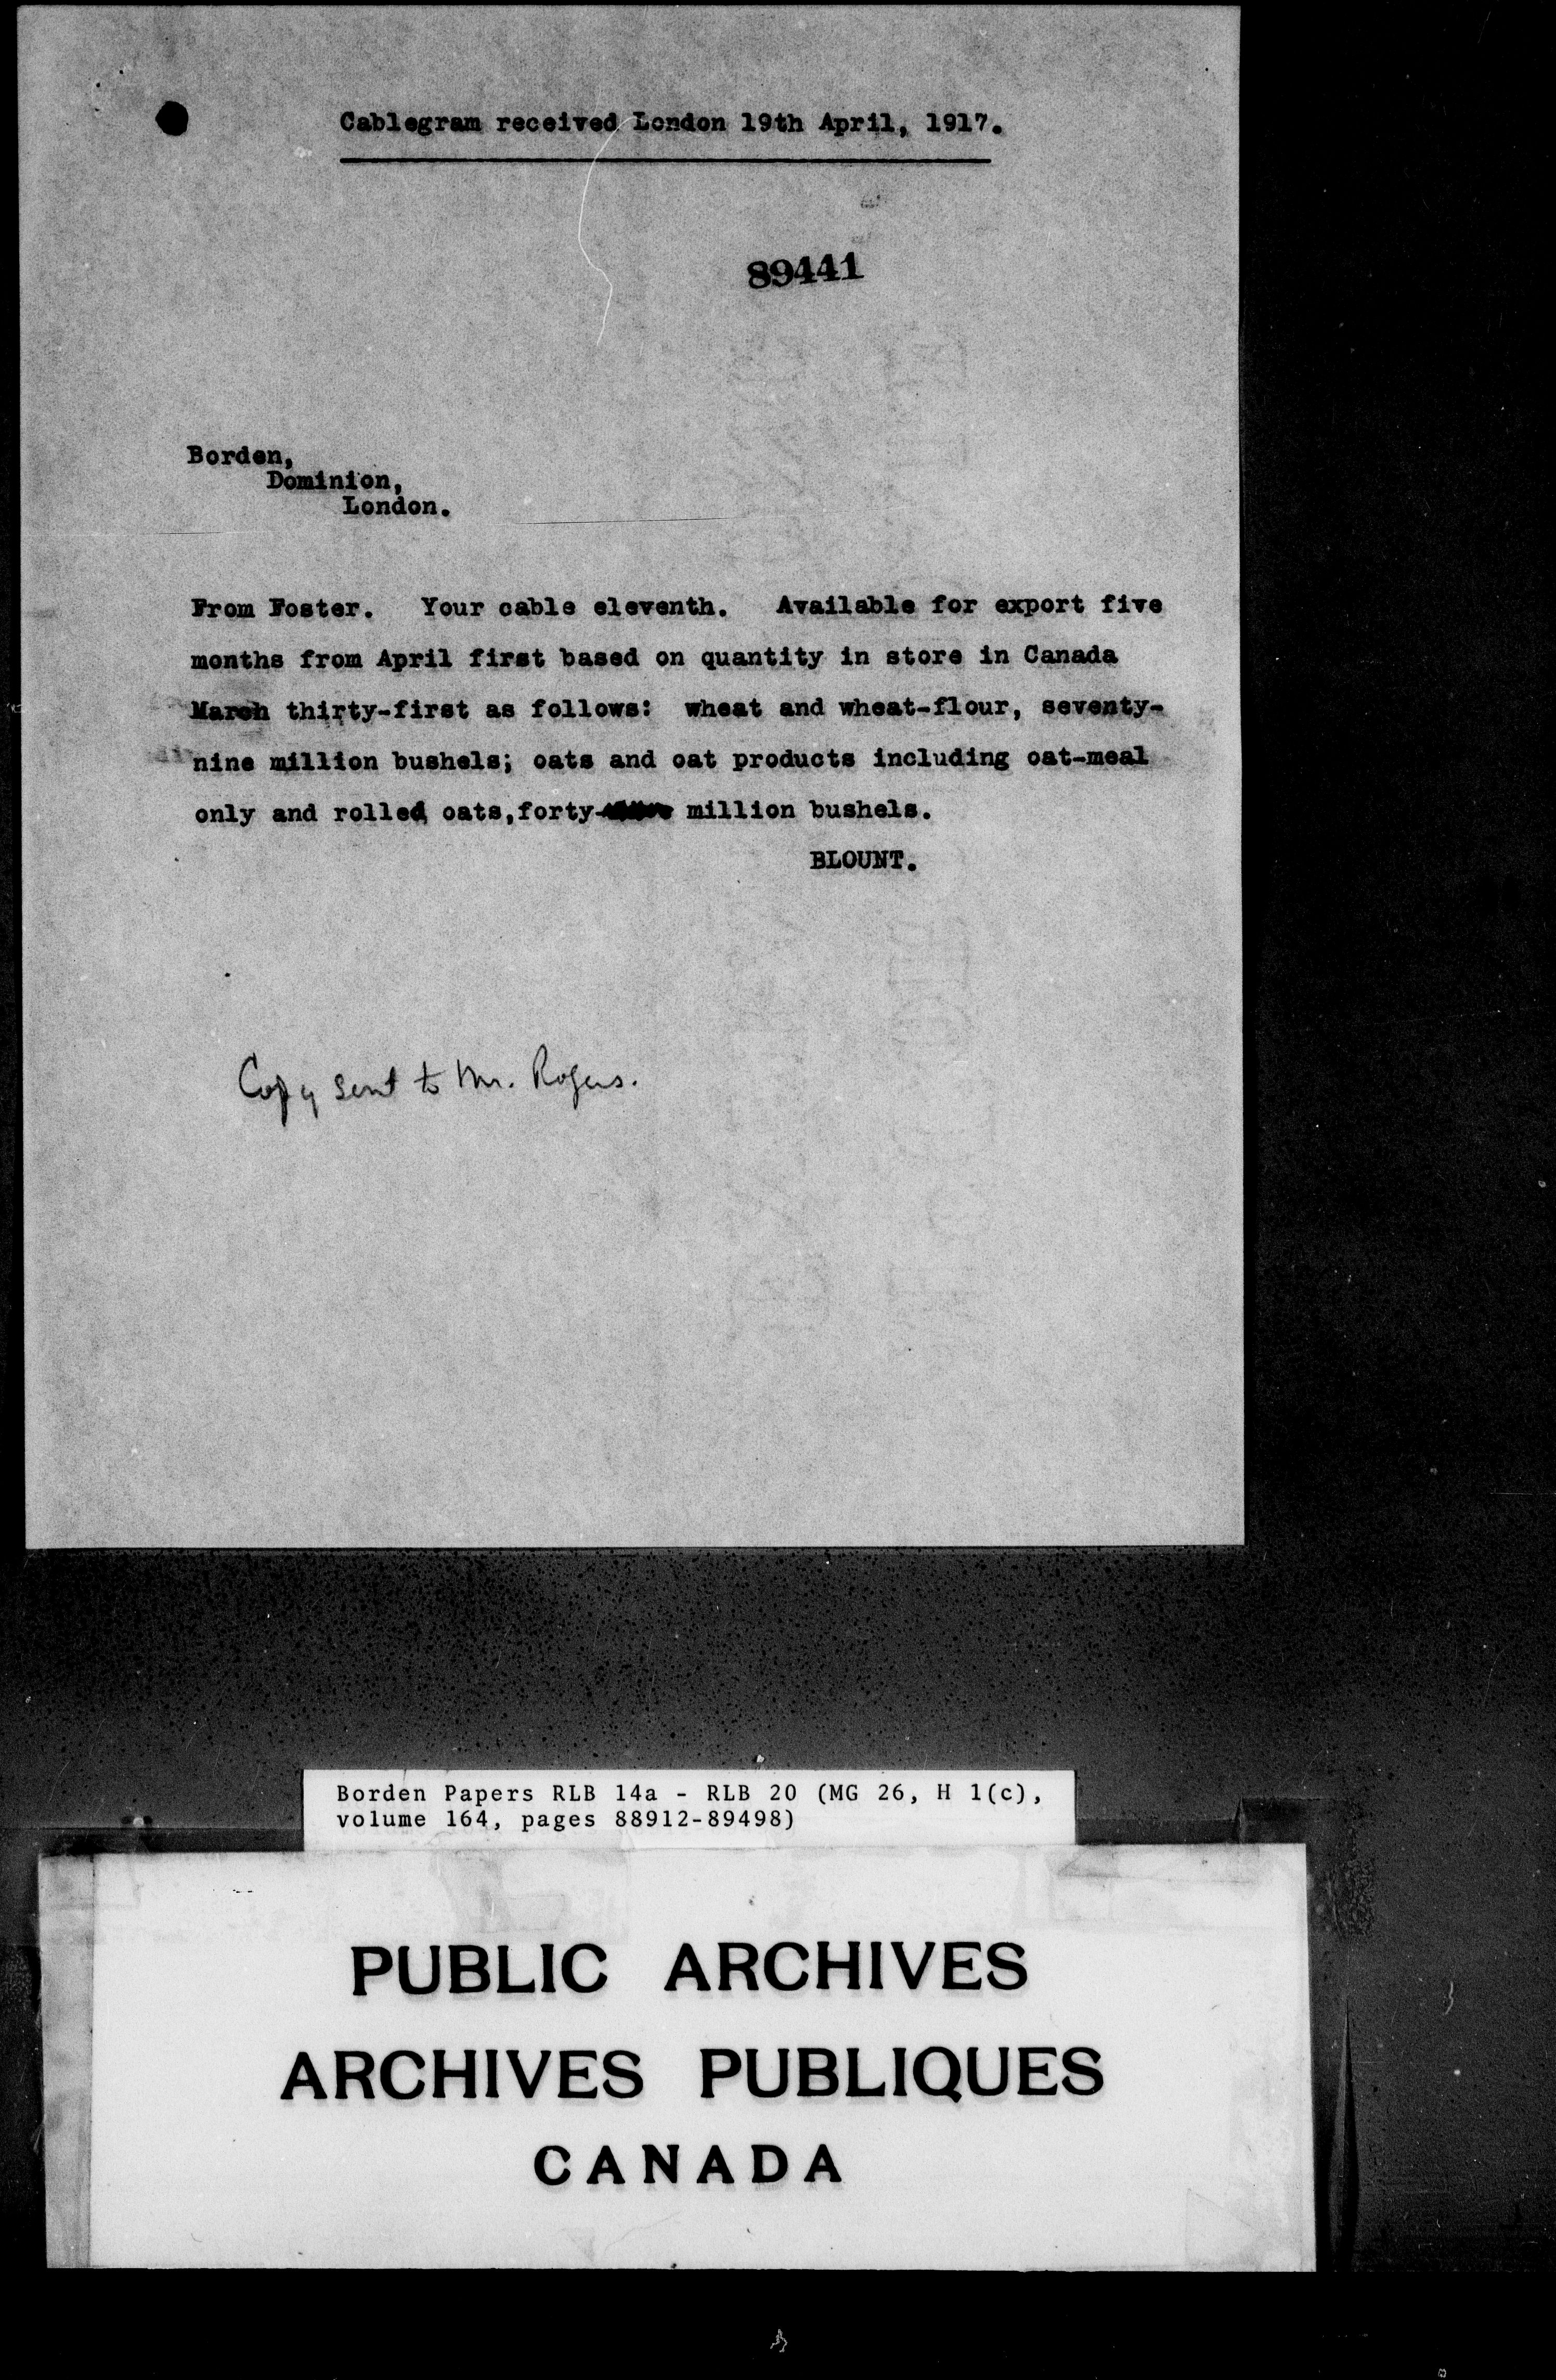 Cablegram received London 19th April, 1917.
89441
Borden,
Dominion,
London.
From Foster. Your cable eleventh. Available for export five
months from April first based on quantity in store in Canada
March thirty-first as follows: wheat and wheat-flour, seventy-
nine million bushels; oats and oat products including oat-meal
only and rolled oats,forty- million bushels.
BLOUNT.
Copy sent to Mr. Rogers.
Borden Papers RLB 14a - RLB 20 (MG 26, H 1(c),
volume 164, pages 88912-89498)
PUBLIC ARCHIVES
ARCHIVES PUBLIQUES
CANADA